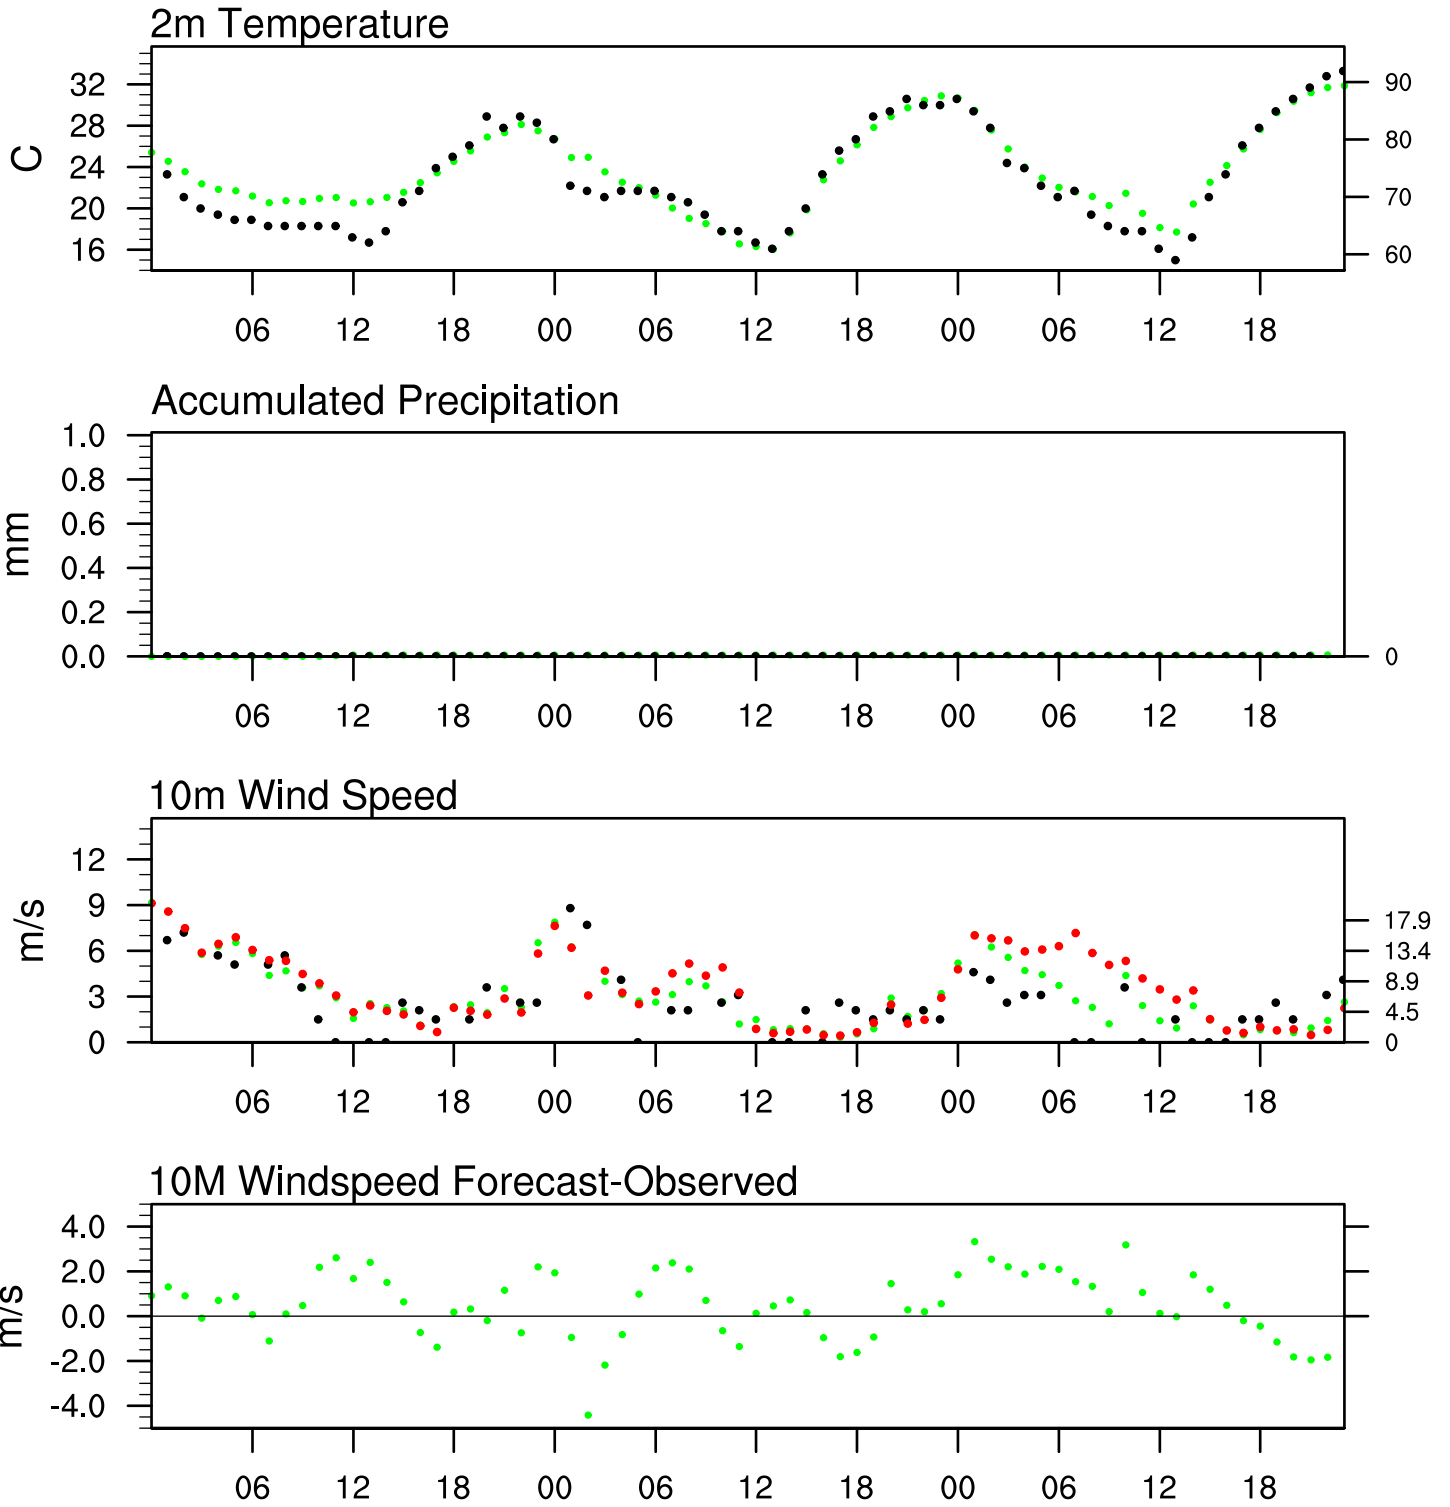 2m Temperature
32
28
24
20
16
C
90
80
70
60
06 12 18 00 06 12 18 00 06 12 18
Accumulated Precipitation
1.0
0.8
0.6
0.4
0.2
0.0
mm
0
06 12 18 00 06 12 18 00 06 12 18
10m Wind Speed
12
9
6
3
0
m/s
17.9
13.4
8.9
4.5
0
06 12 18 00 06 12 18 00 06 12 18
10M Windspeed Forecast-Observed
4.0
2.0
0.0
-2.0
-4.0
m/s
06 12 18 00 06 12 18 00 06 12 18